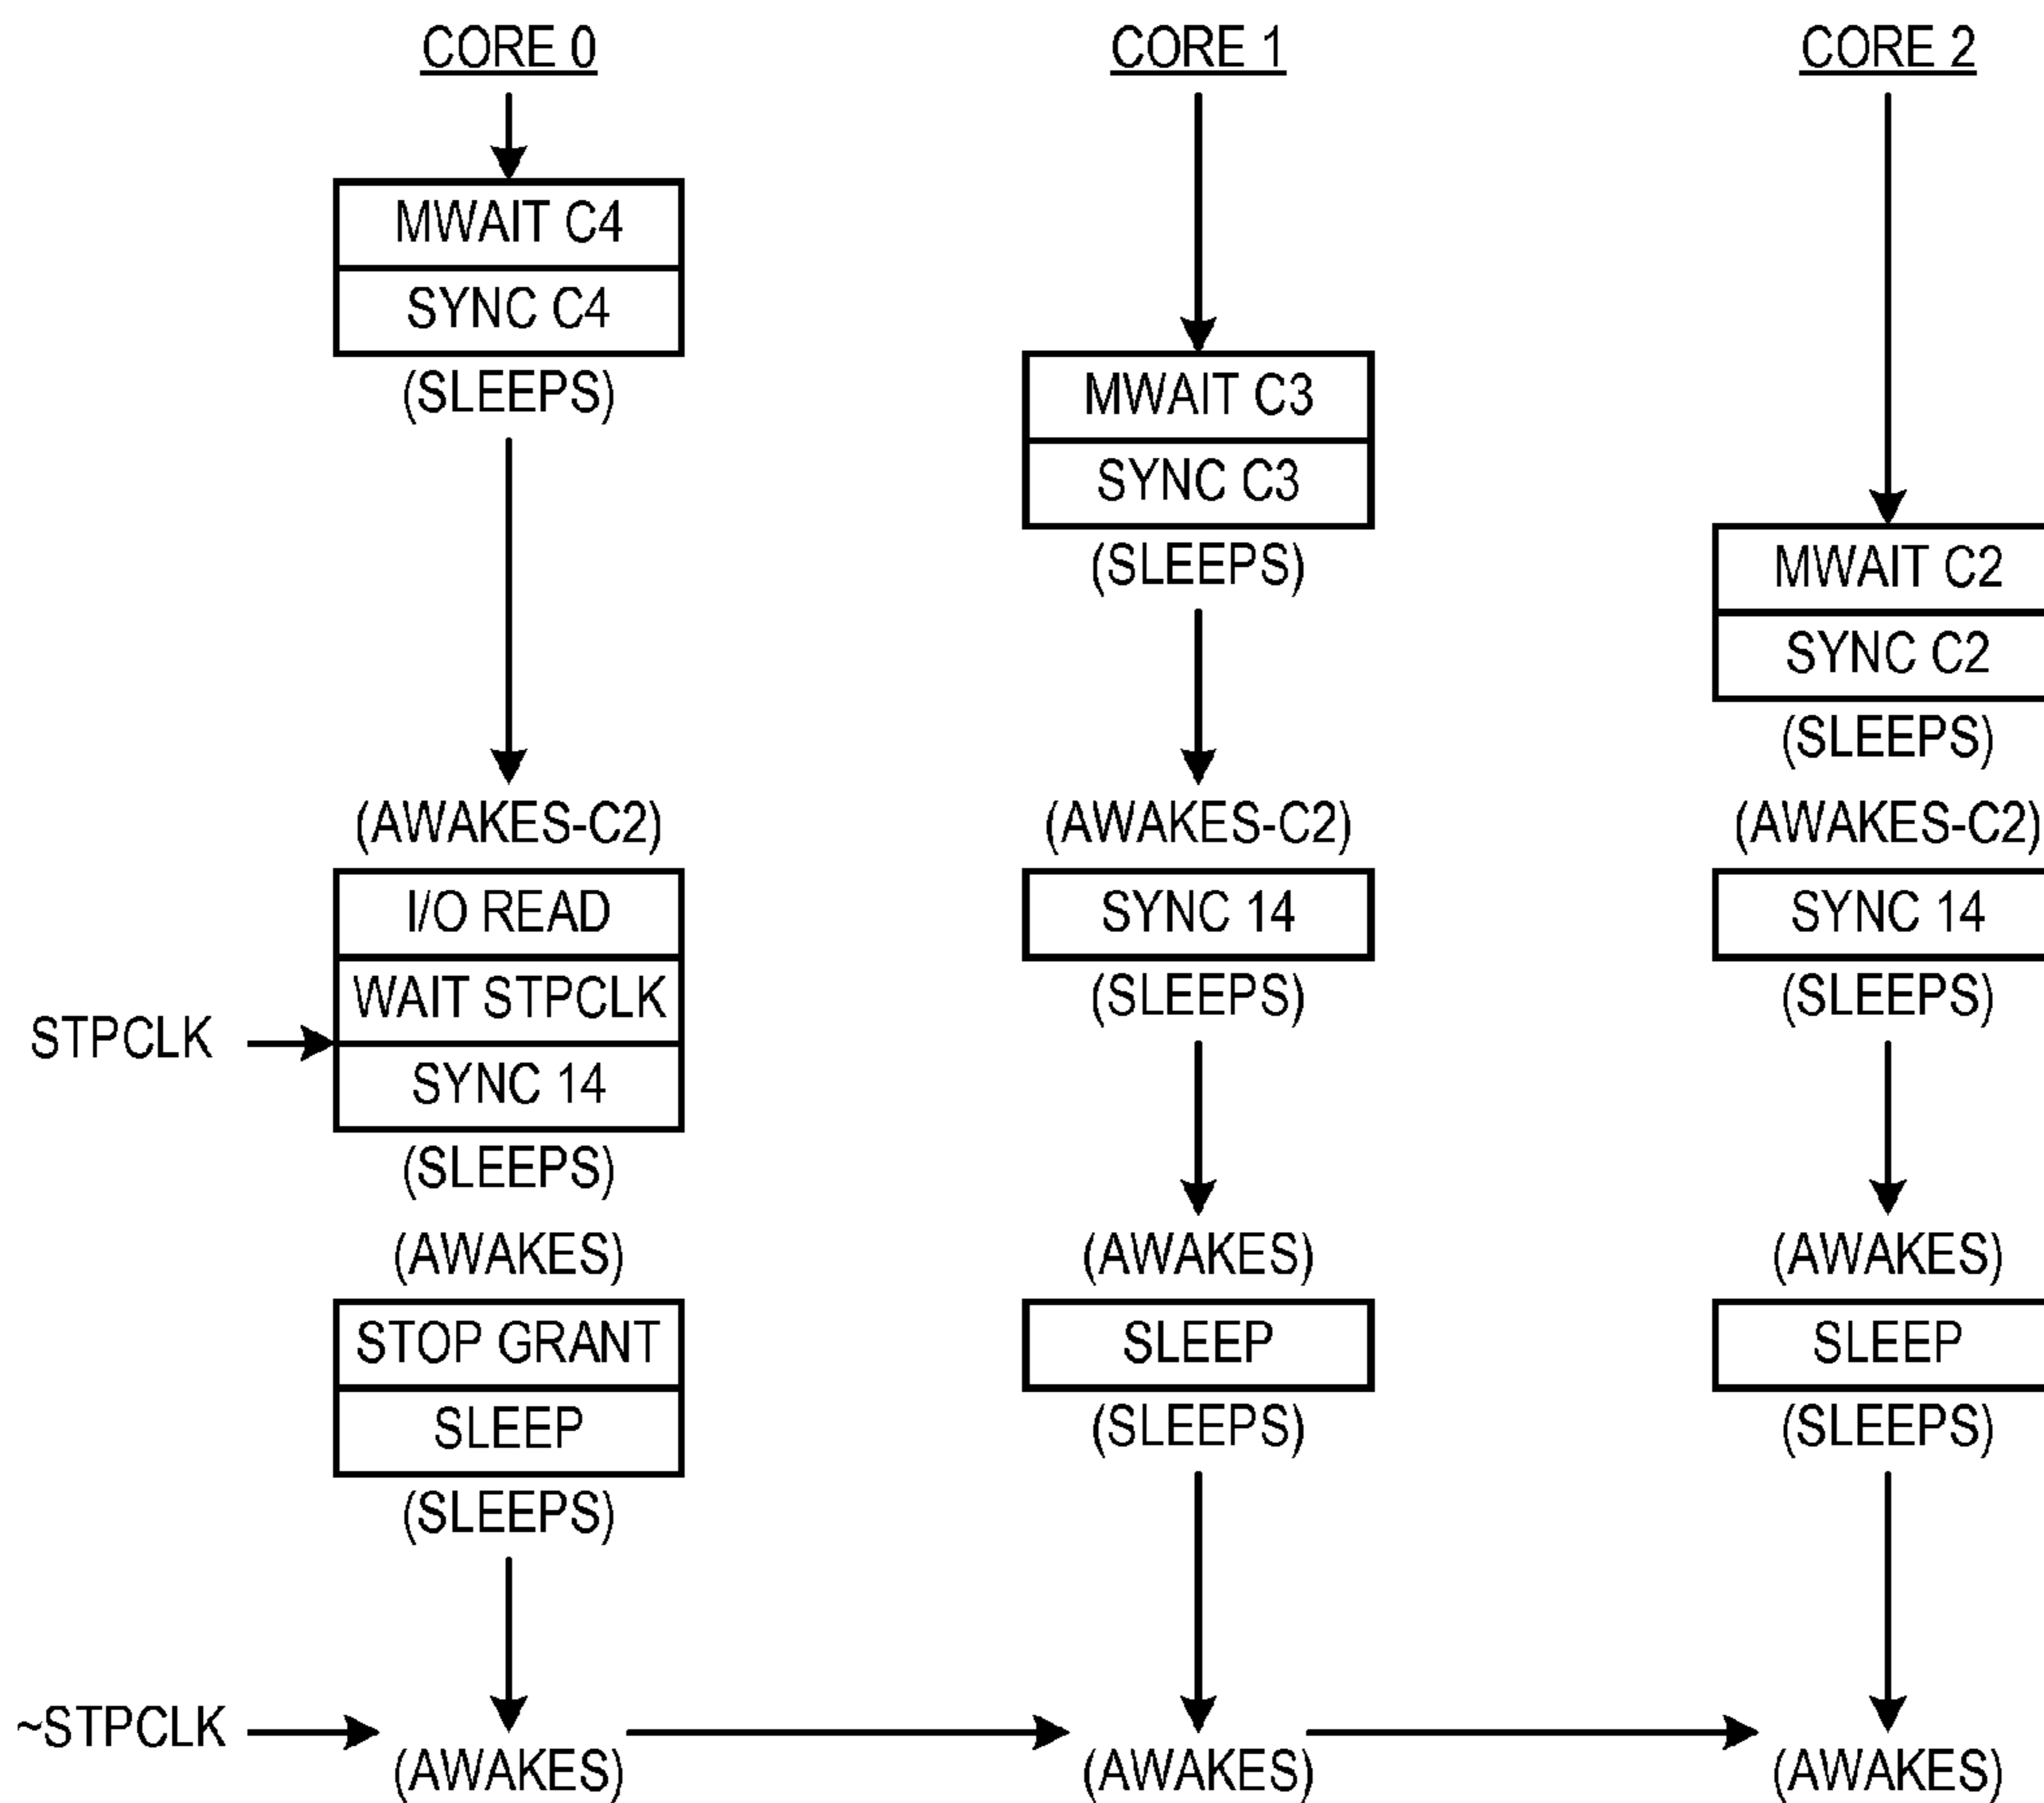 CORE 0 CORE 1 CORE 2
MWAIT C4
SYNC C4
(SLEEPS) MWAIT C3
SYNC C3
(SLEEPS) MWAIT C2
SYNC C2
(SLEEPS)
(AWAKES-C2) (AWAKES-C2) (AWAKES-C2)
I/O READ SYNC 14 SYNC 14
WAIT STPCLK (SLEEPS) (SLEEPS)
STPCLK
SYNC 14
(SLEEPS)
(AWAKES) (AWAKES) (AWAKES)
STOP GRANT SLEEP SLEEP
SLEEP (SLEEPS) (SLEEPS)
(SLEEPS)
~STPCLK
(AWAKES) (AWAKES) (AWAKES)